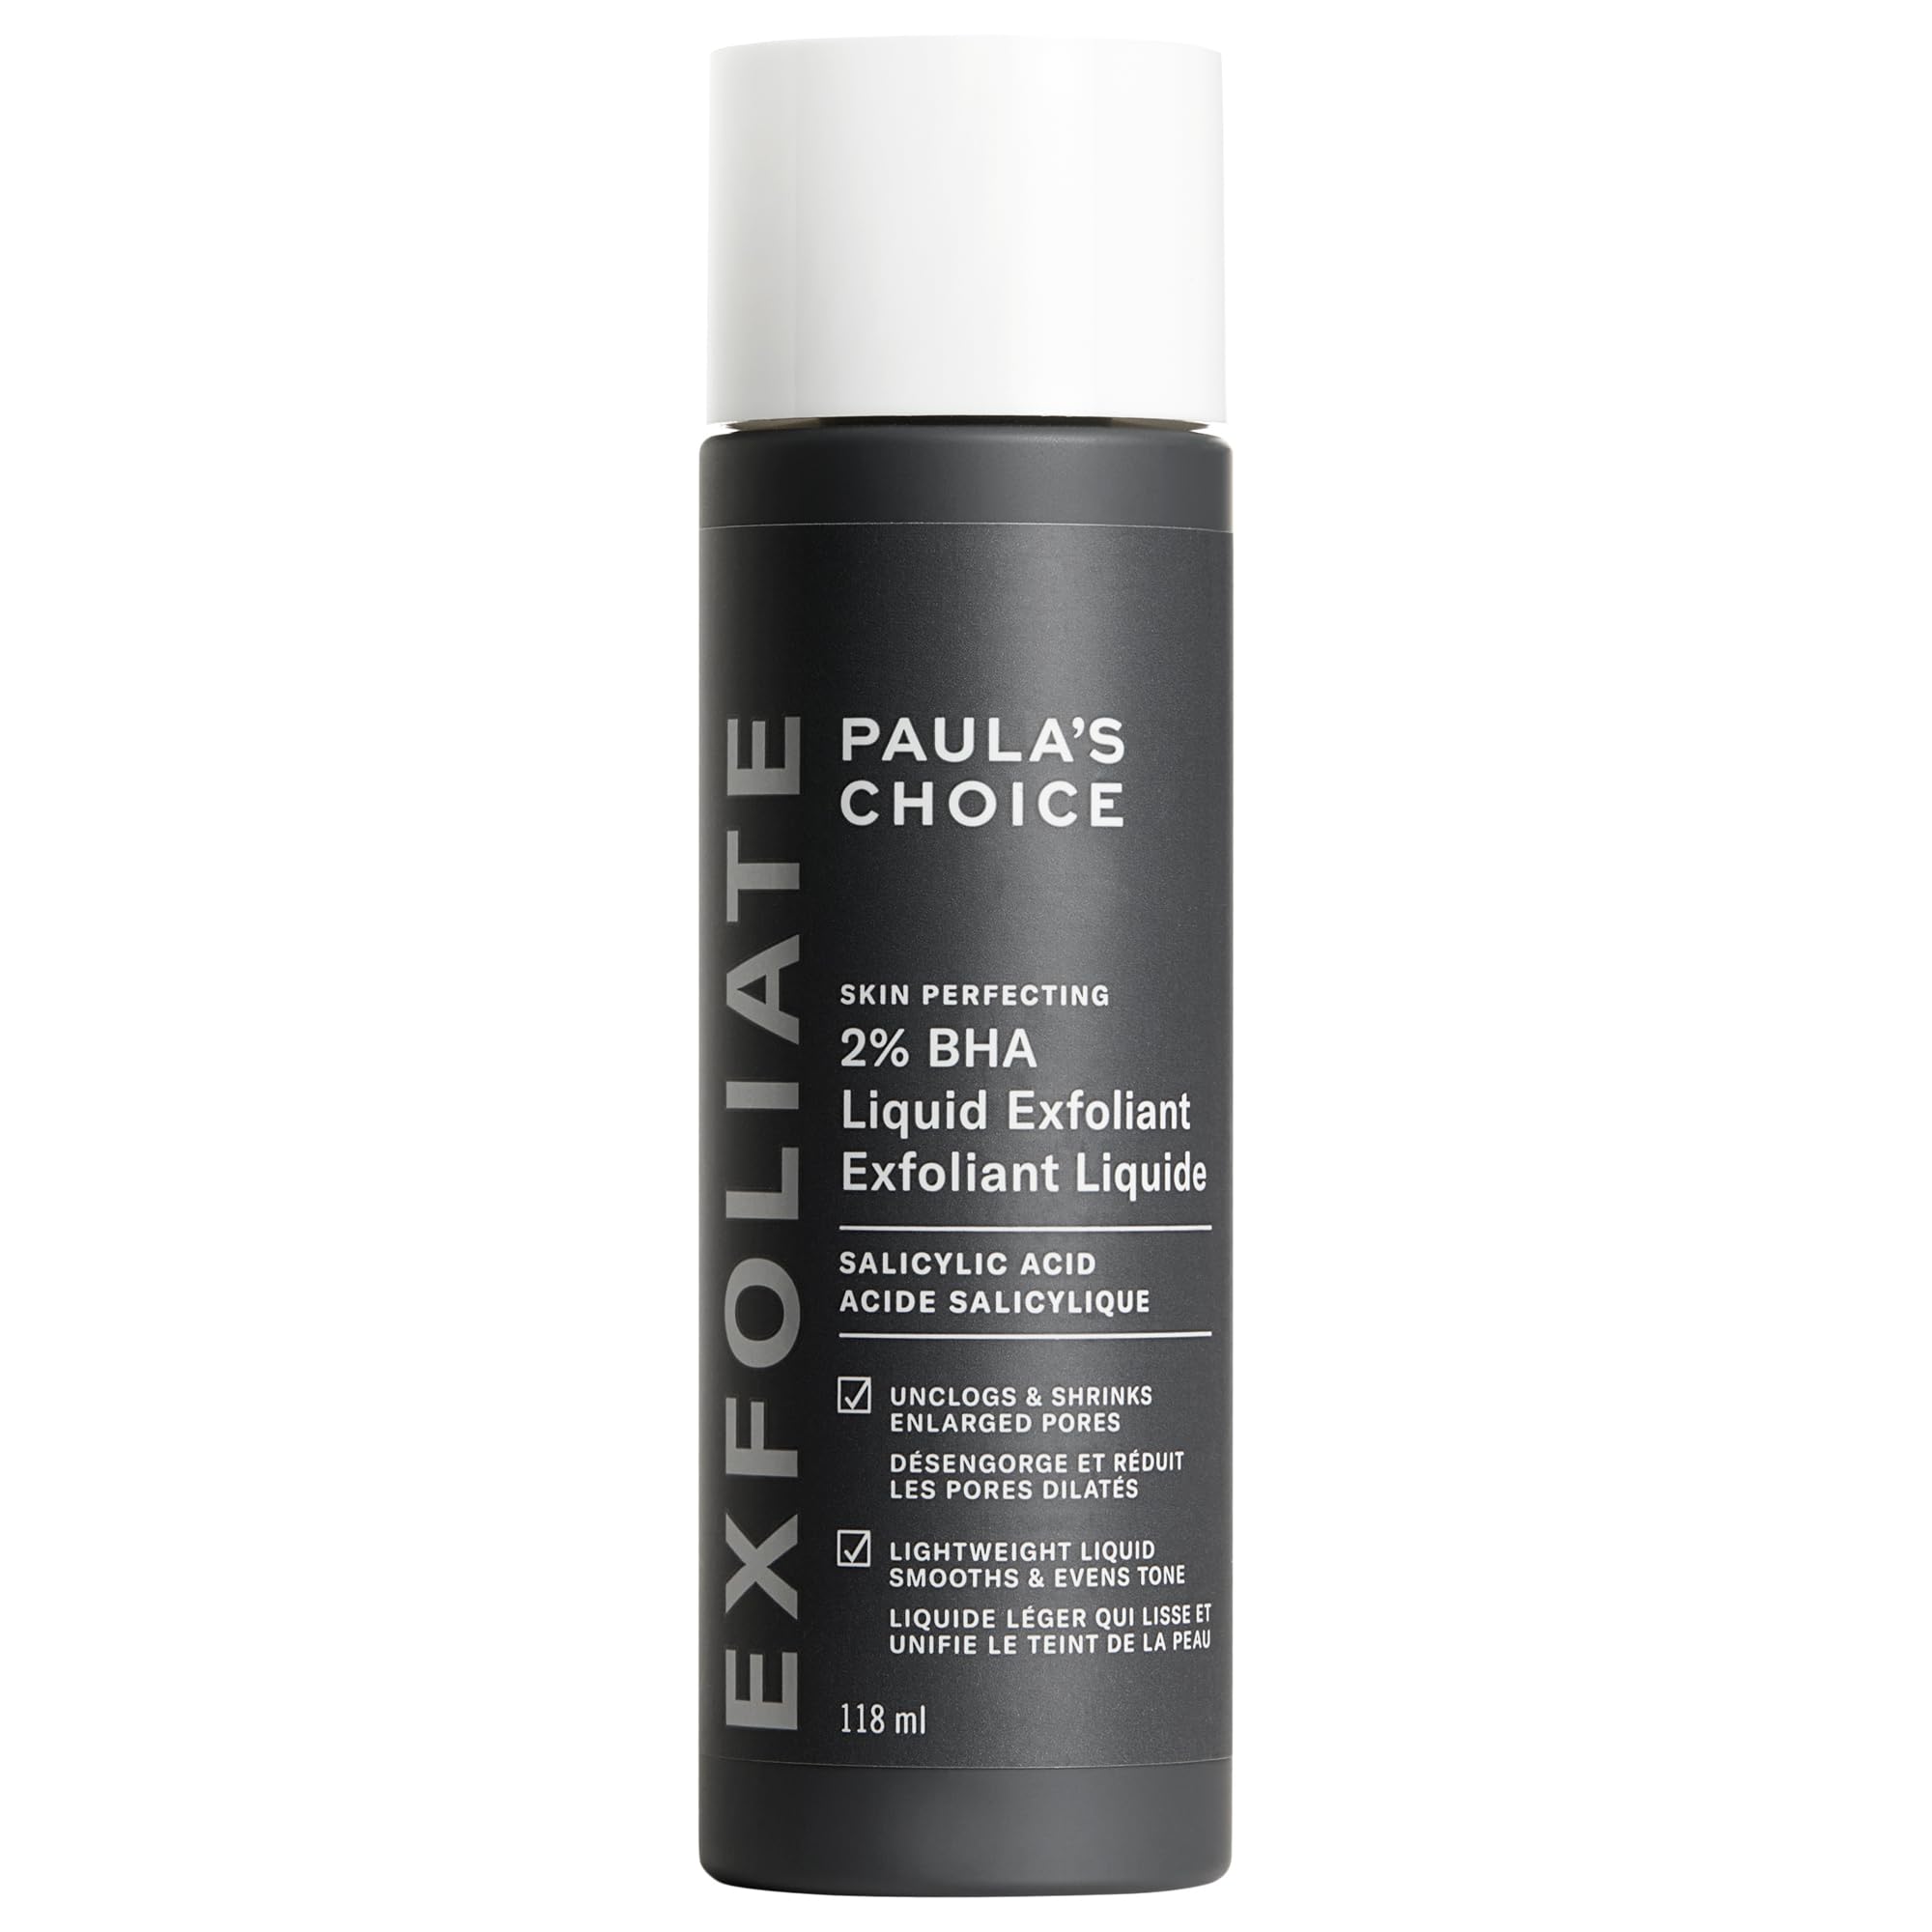 EXFOLIATE
PAULA'S
CHOICE
SKIN PERFECTING
2% BHA
Liquid Exfoliant
Exfoliant Liquide
SALICYLIC ACID
ACIDE SALICYLIQUE
UNCLOGS & SHRINKS
ENLARGED PORES
DÉSENGORGE ET RÉDUIT
LES PORES DILATÉS
LIGHTWEIGHT LIQUID
SMOOTHS & EVENS TONE
LIQUIDE LÉGER QUI LISSE ET
UNIFIE LE TEINT DE LA PEAU
118 ml